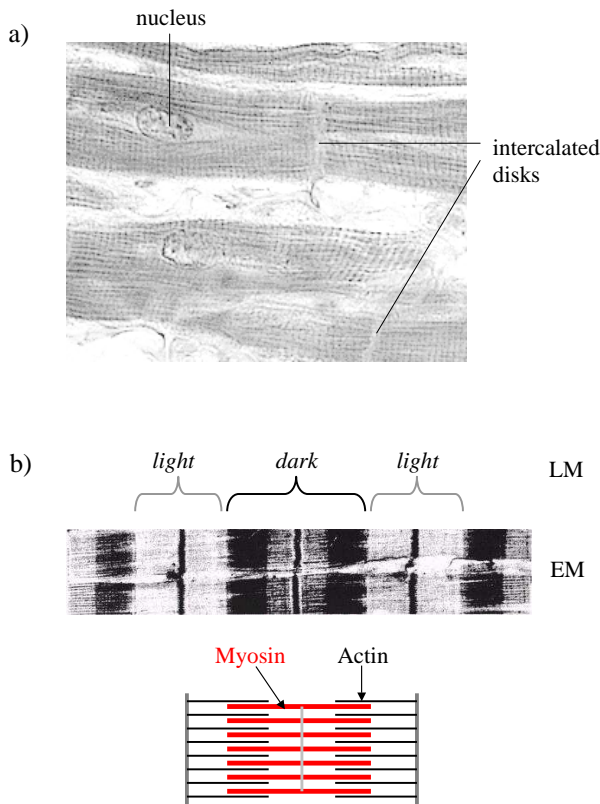 nucleus
a)
intercalated
disks
b)
light dark light
LM
EM
Myosin Actin